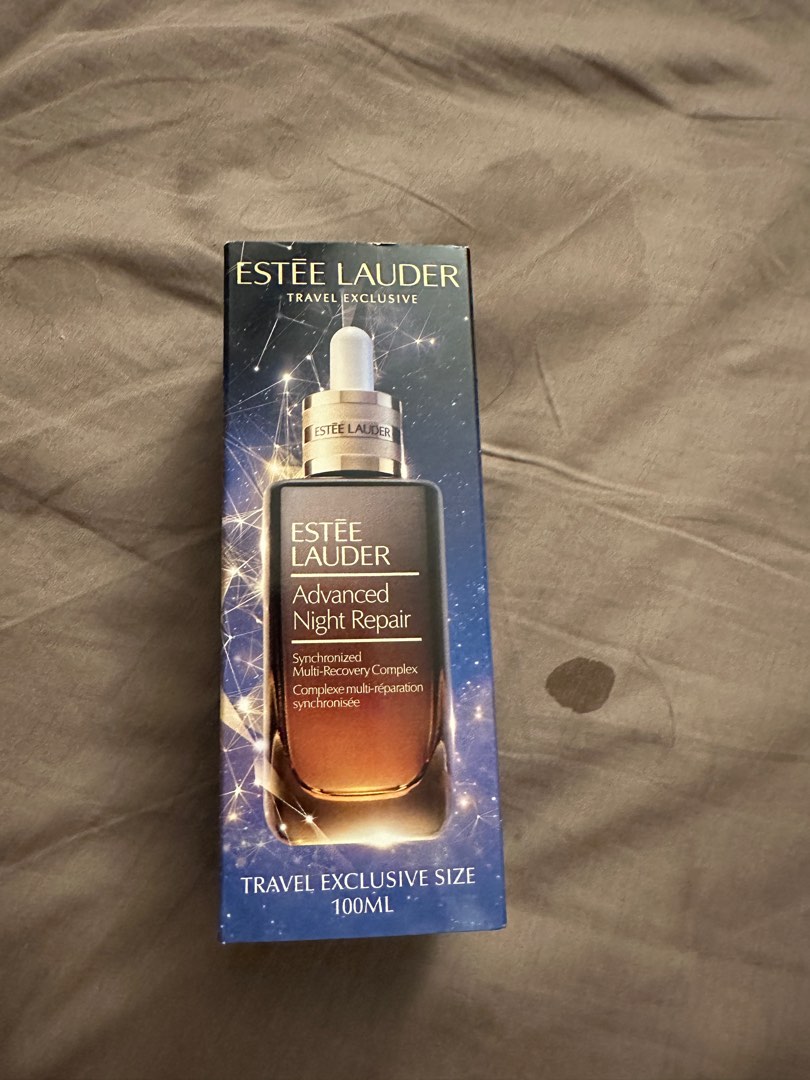 ESTĒE LAUDER
TRAVEL EXCLUSIVE
ESTĒE LAUDER
ESTĒE
LAUDER
Advanced
Night Repair
Synchronized
Multi-Recovery Complex
Complexe multi-réparation
synchronisée
TRAVEL EXCLUSIVE SIZE
100ML